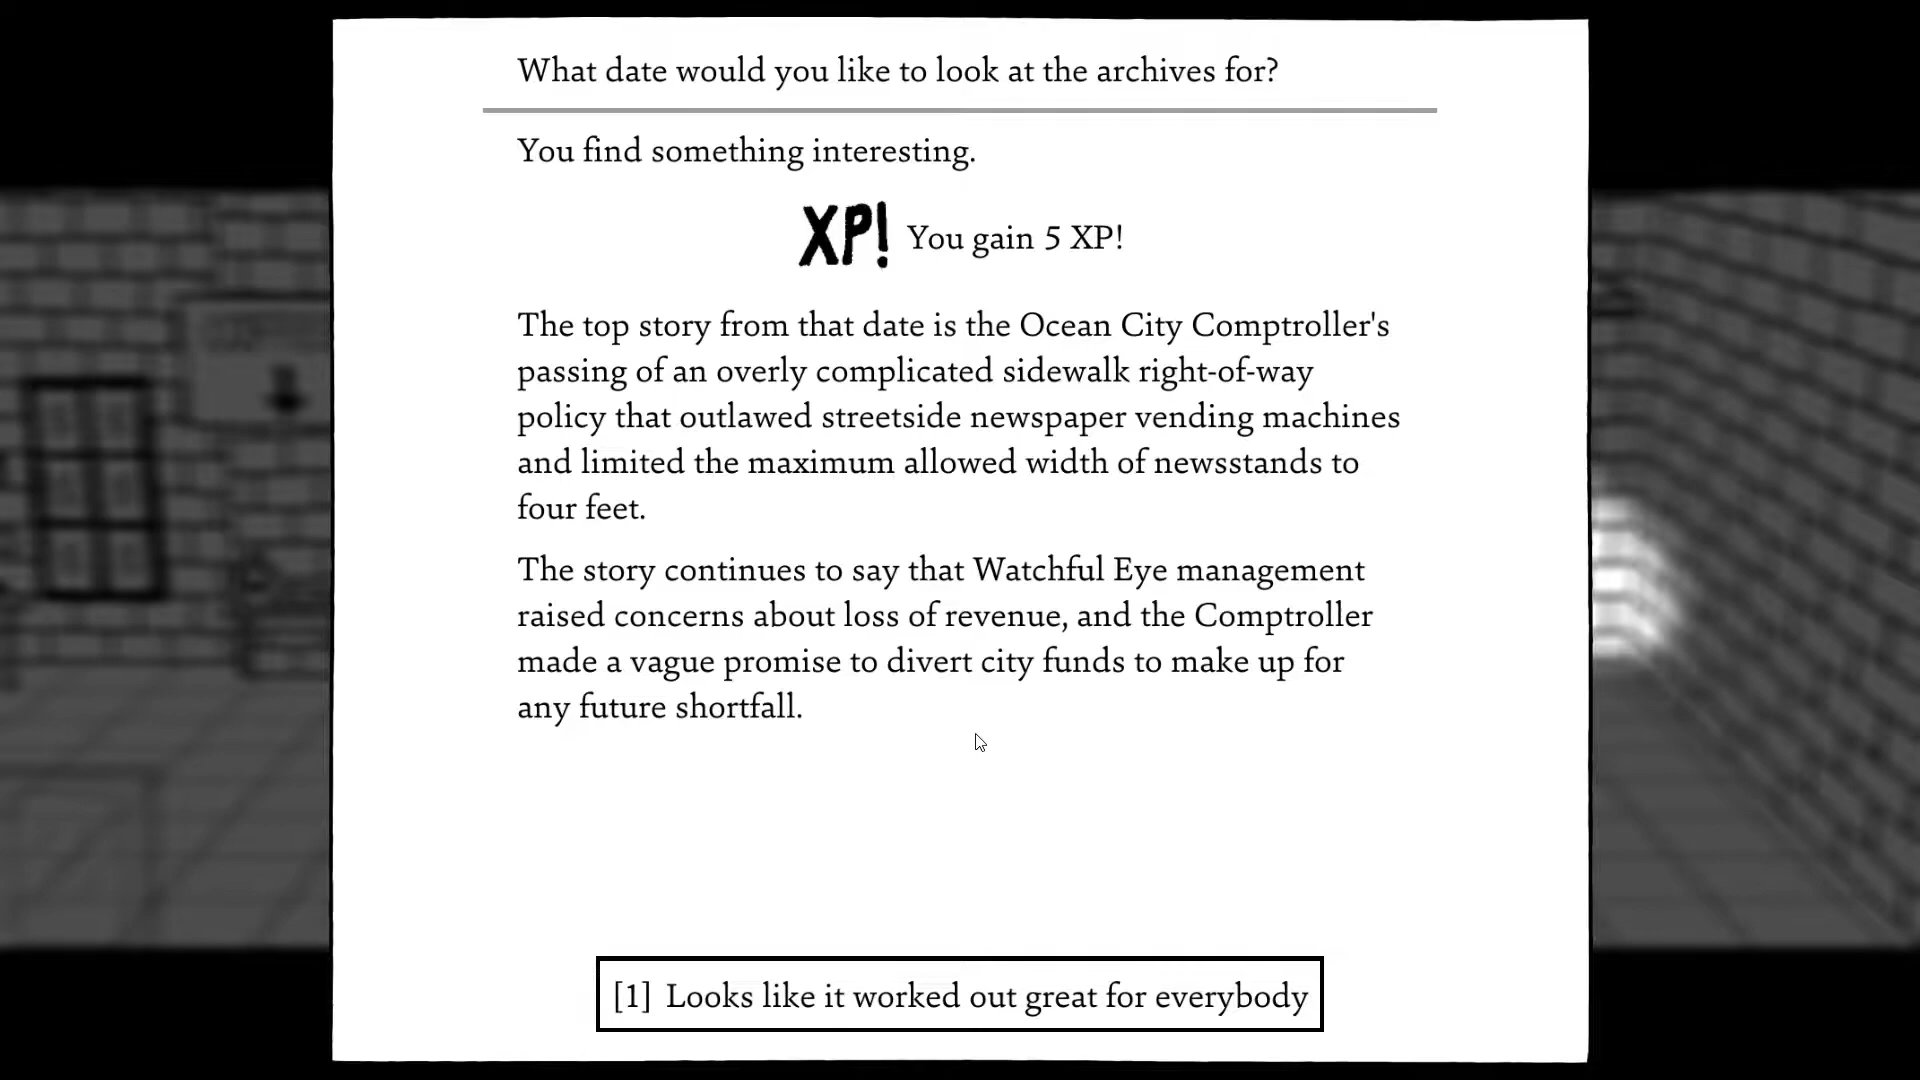 What date would you like to look at the archives for?
You find something interesting.
XP! You gain 5 XP!
The top story from that date is the Ocean City Comptroller's
passing of an overly complicated sidewalk right-of-way
policy that outlawed streetside newspaper vending machines
and limited the maximum allowed width of newsstands to
four feet.
The story continues to say that Watchful Eye management
raised concerns about loss of revenue, and the Comptroller
made a vague promise to divert city funds to make up for
any future shortfall.
[1] Looks like it worked out great for everybody